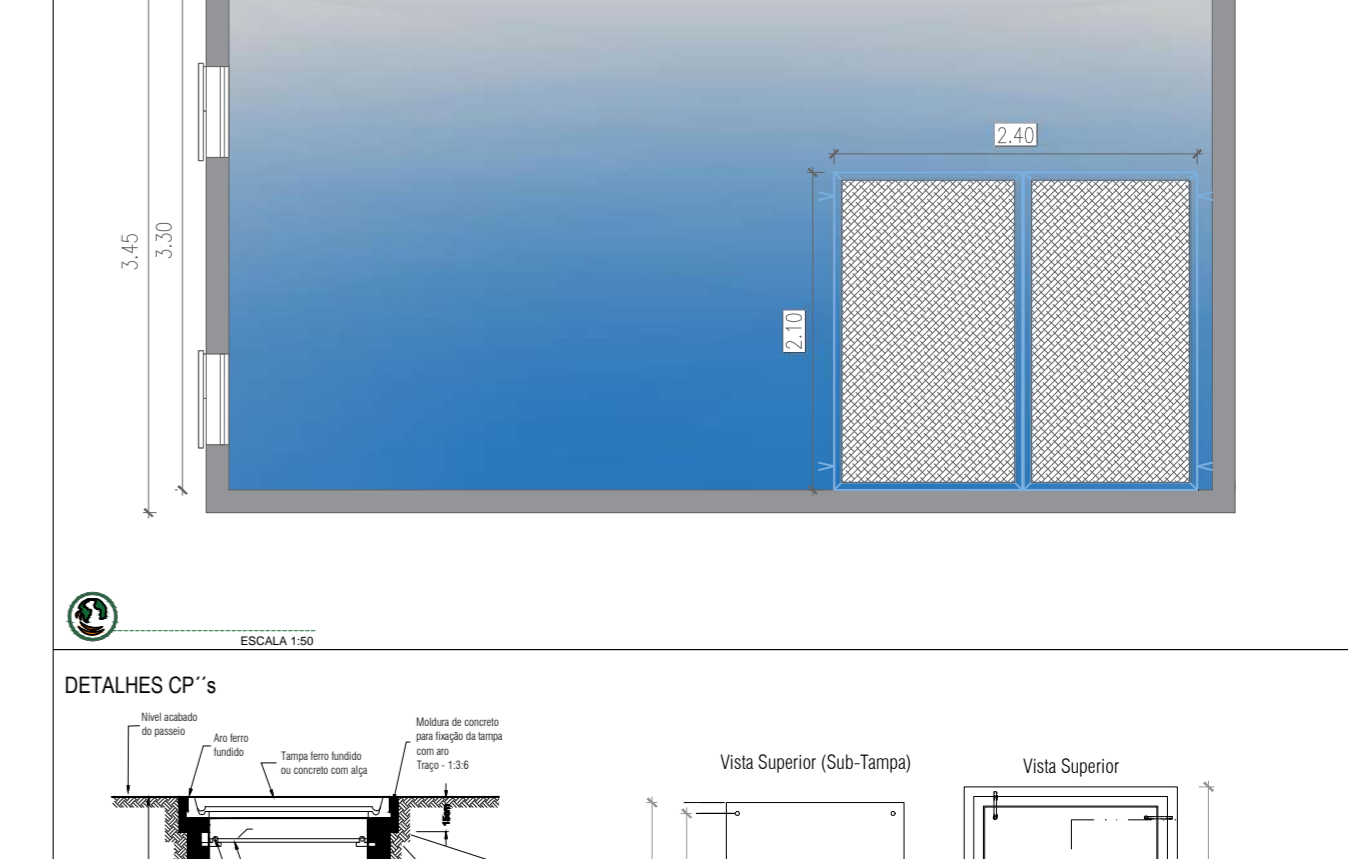 2.40
3.45
3.30
2.10
ESCALA 1:50
DETALHES CP´´s
Nível acabado
do passeio
Aro ferro
fundido
Tampa ferro fundido
ou concreto com alça
Moldura de concreto
para fixação da tampa
com aro
Traço - 1:3:6
Vista Superior (Sub-Tampa)
Vista Superior
15cm